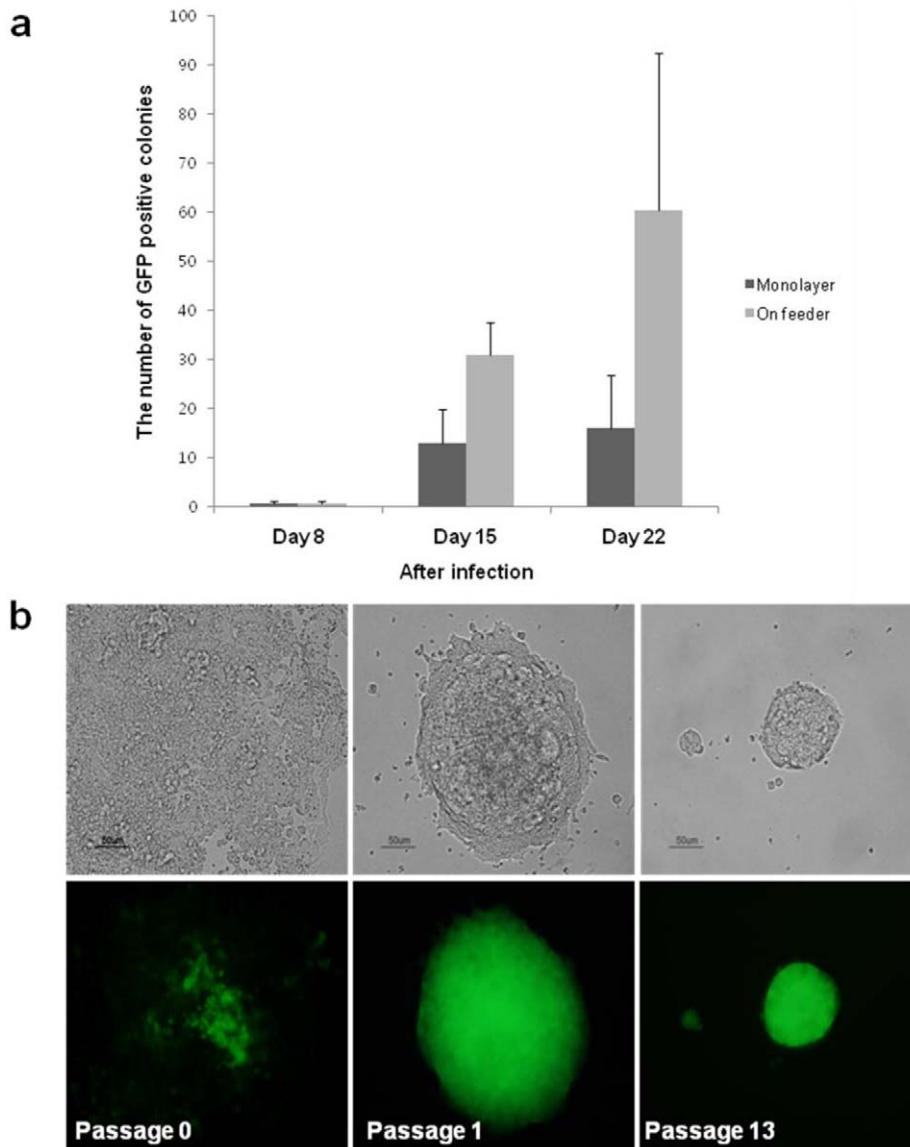 a
The number of GFP positive colonies
100
90
80
70
60
50
40
30
20
10
0
Day 8 Day 15 Day 22
After infection
Monolayer
On feeder
b
50um 50um 50um
Passage 0 Passage 1 Passage 13